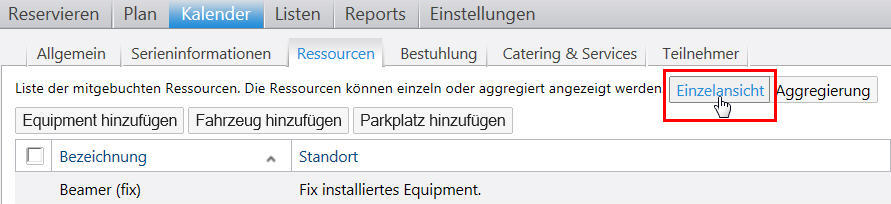 Reservieren Plan Kalender Listen Reports Einstellungen
Allgemein Serieninformationen Ressourcen Bestuhlung Catering & Services Teilnehmer
Liste der mitgebuchten Ressourcen. Die Ressourcen können einzeln oder aggregiert angezeigt werden Einzelansicht Aggregierung
Equipment hinzufügen Fahrzeug hinzufügen Parkplatz hinzufügen
Bezeichnung Standort
Beamer (fix) Fix installiertes Equipment.